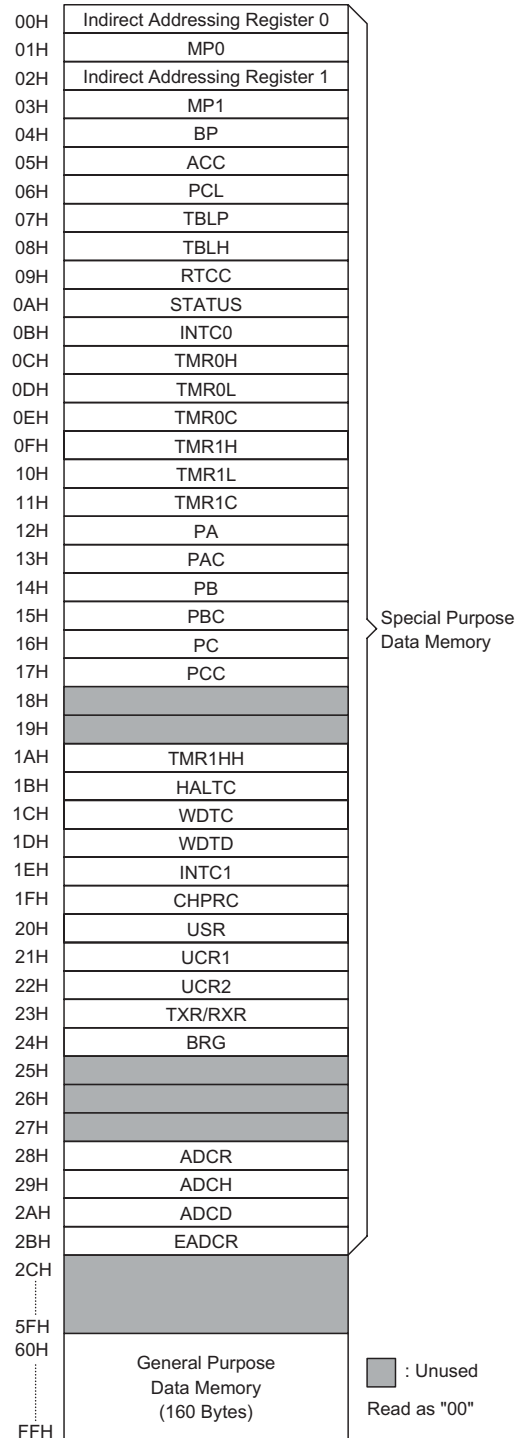 00H Indirect Addressing Register 0
01H MP0
02H Indirect Addressing Register 1
03H MP1
04H BP
05H ACC
06H PCL
07H TBLP
08H TBLH
09H RTCC
0AH STATUS
0BH INTC0
0CH TMR0H
0DH TMR0L
0EH TMR0C
0FH TMR1H
10H TMR1L
11H TMR1C
12H PA
13H PAC
14H PB
15H PBC
16H PC
17H PCC
18H
19H
1AH TMR1HH
1BH HALTC
1CH WDTC
1DH WDTD
1EH INTC1
1FH CHPRC
20H USR
21H UCR1
22H UCR2
23H TXR/RXR
24H BRG
25H
26H
27H
28H ADCR
29H ADCH
2AH ADCD
2BH EADCR
2CH
5FH
60H
General Purpose
Data Memory
(160 Bytes)
FFH
Special Purpose
Data Memory
: Unused
Read as "00"